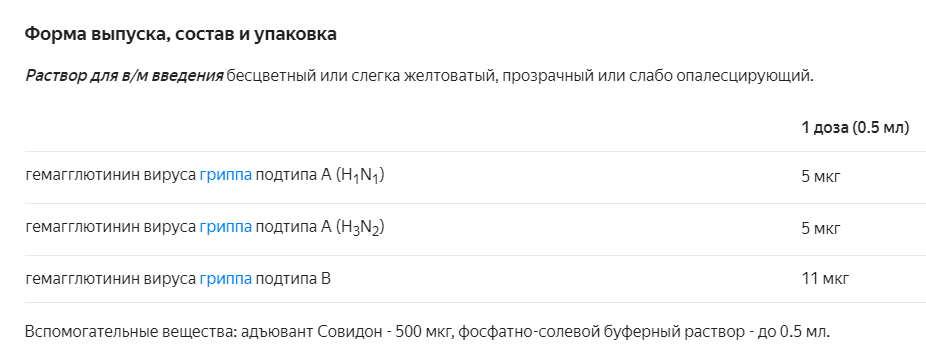 Форма выпуска, состав и упаковка
Раствор для в/м введения бесцветный или слегка желтоватый, прозрачный или слабо опалесцирующий.
1 доза (0.5 мл)
гемагглютинин вируса гриппа подтипа A (H1N1) 5 мкг
гемагглютинин вируса гриппа подтипа A (H3N2) 5 мкг
гемагглютинин вируса гриппа подтипа B 11 мкг
Вспомогательные вещества: адъювант Совидон - 500 мкг, фосфатно-солевой буферный раствор - до 0.5 мл.